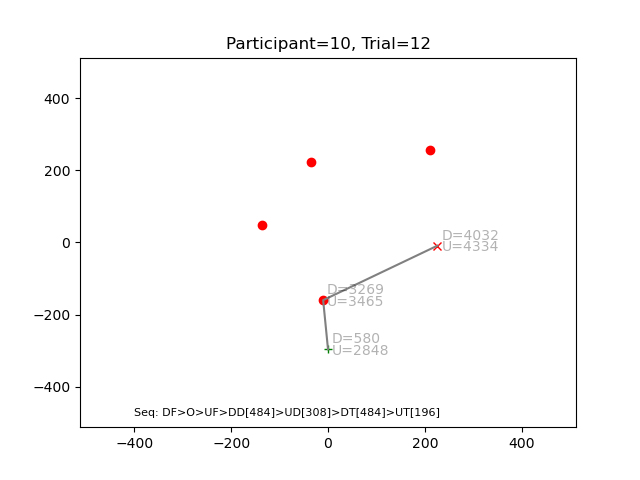 Participant=10, Trial=12
400
200
0
−200
−400
D=4032
U=4334
D=3269
U=3465
D=580
U=2848
Seq: DF>O>UF>DD[484]>UD[308]>DT[484]>UT[196]
−400 −200 0 200 400